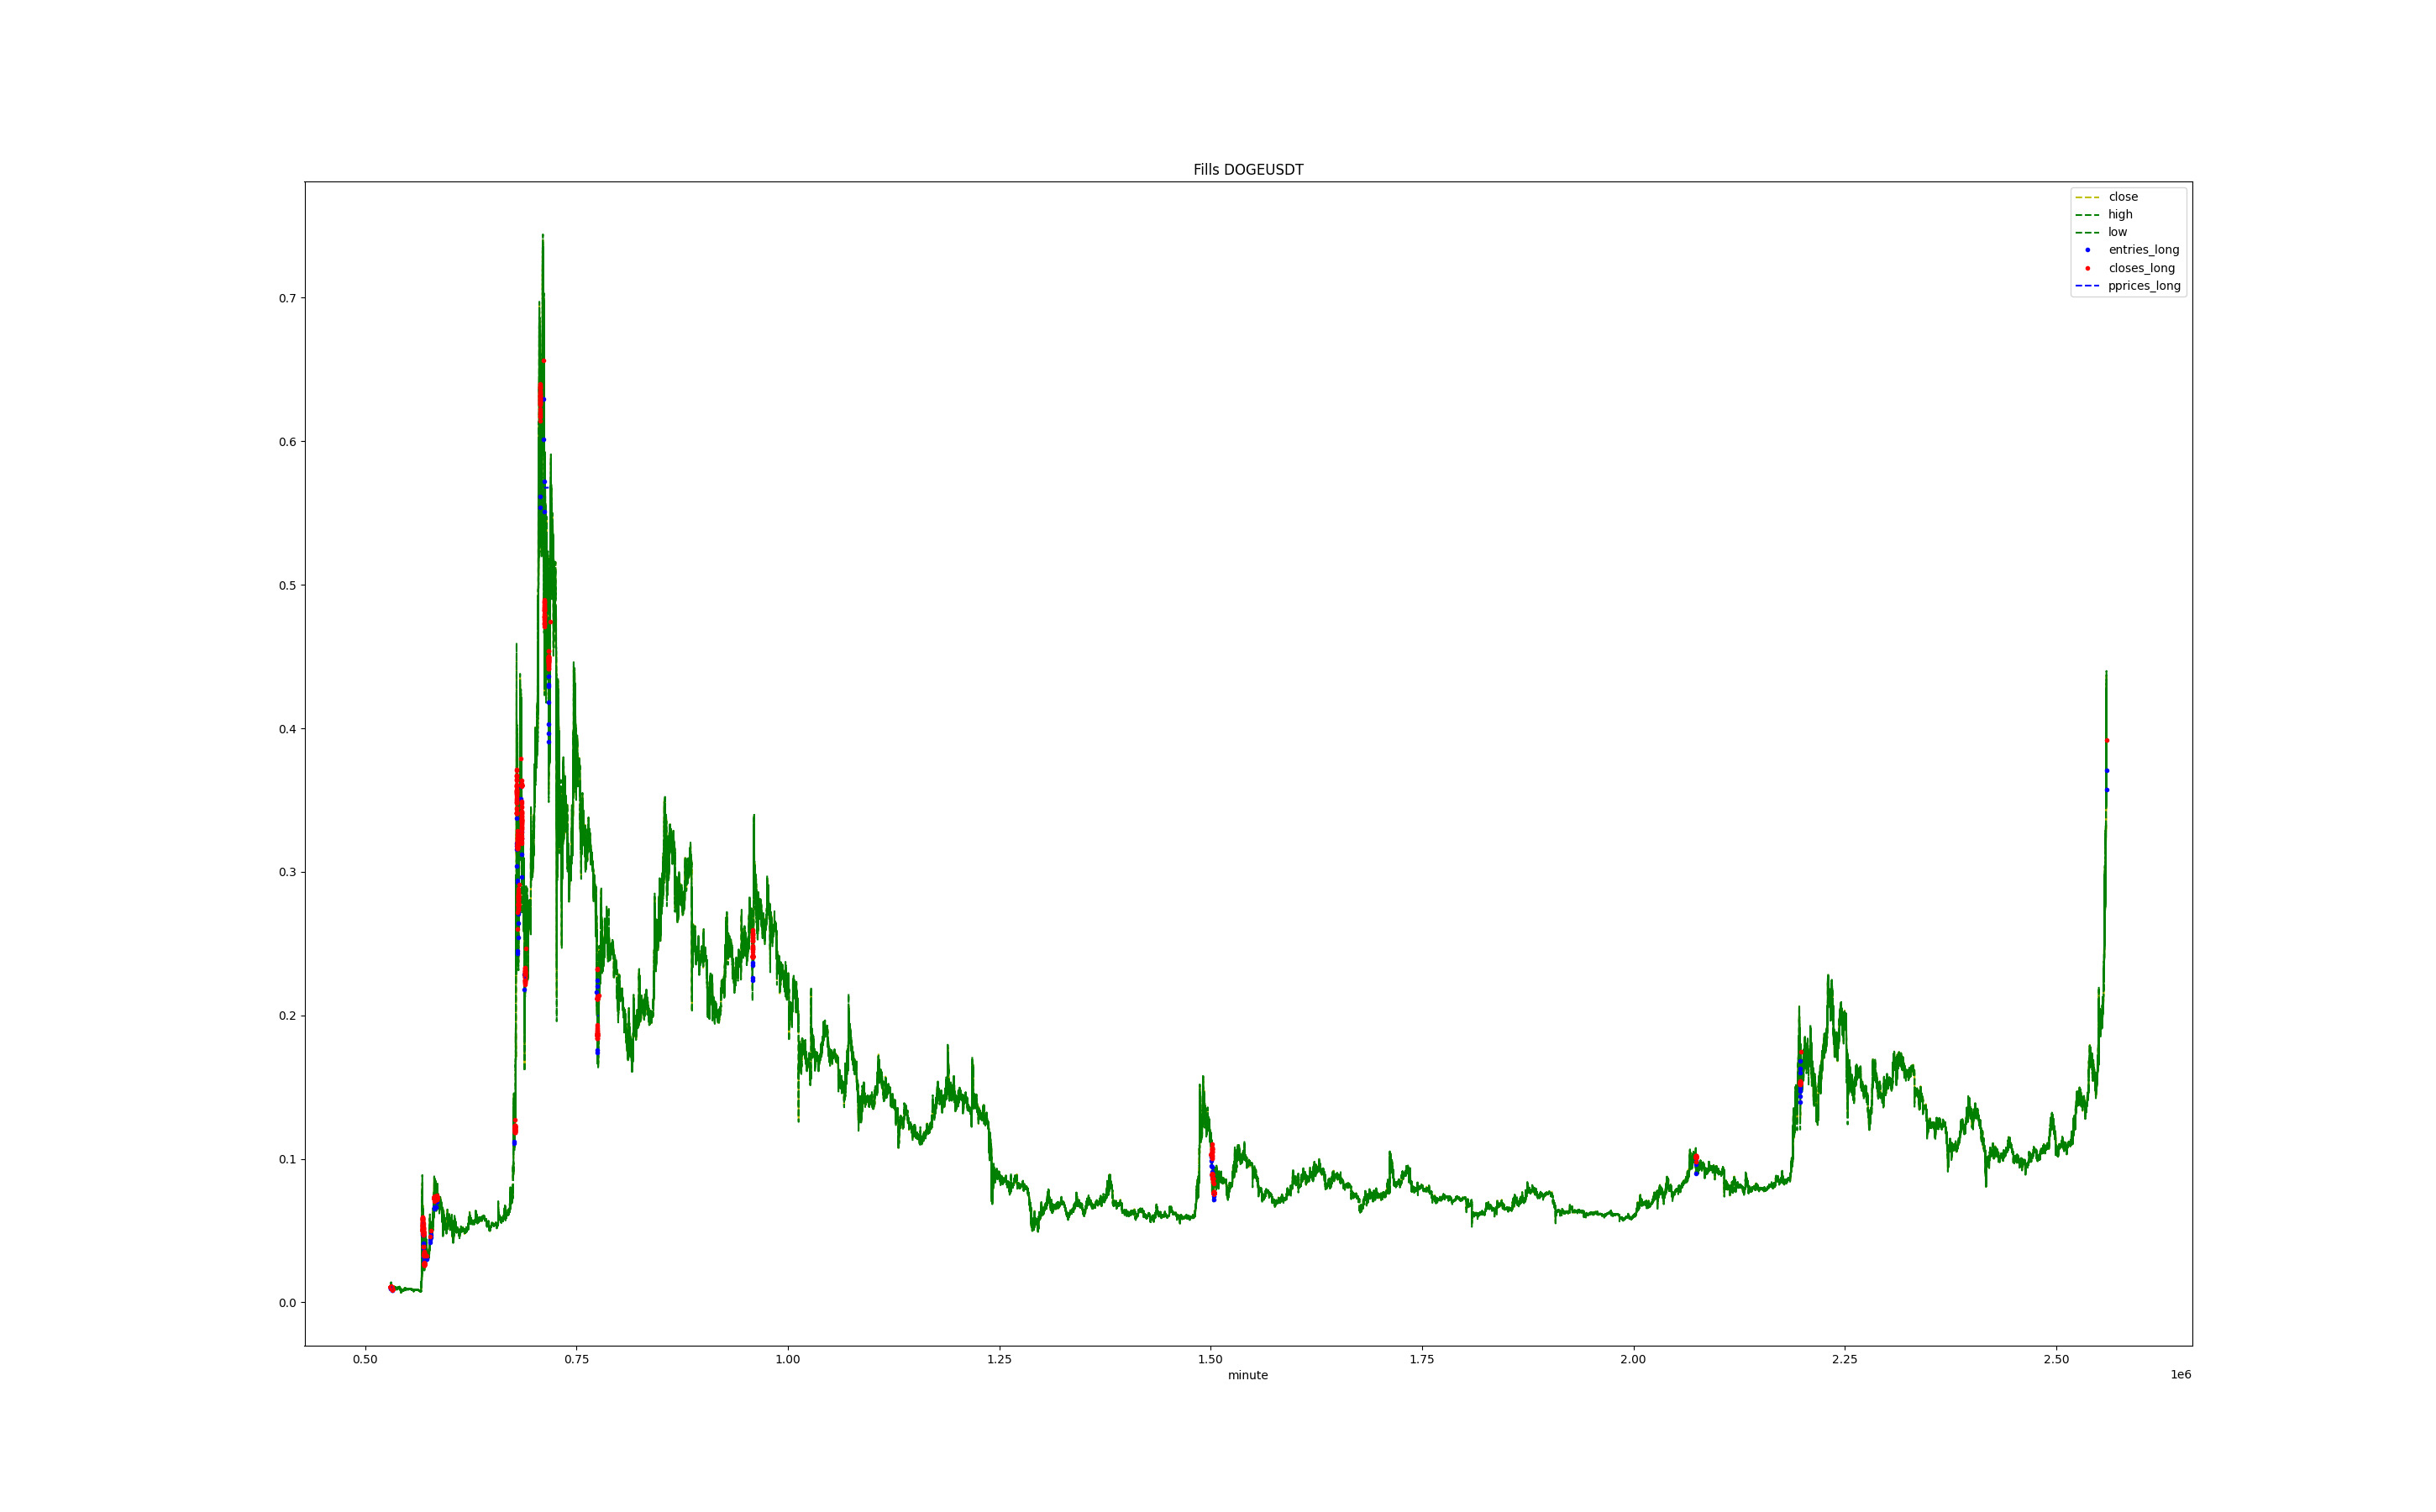 Fills DOGEUSDT
close
high
low
entries_long
closes_long
pprices_long
0.7
0.6
0.5
0.4
0.3
0.2
0.1
0.0
0.50 0.75 1.00 1.25 1.50 1.75 2.00 2.25 2.50
minute
1e6